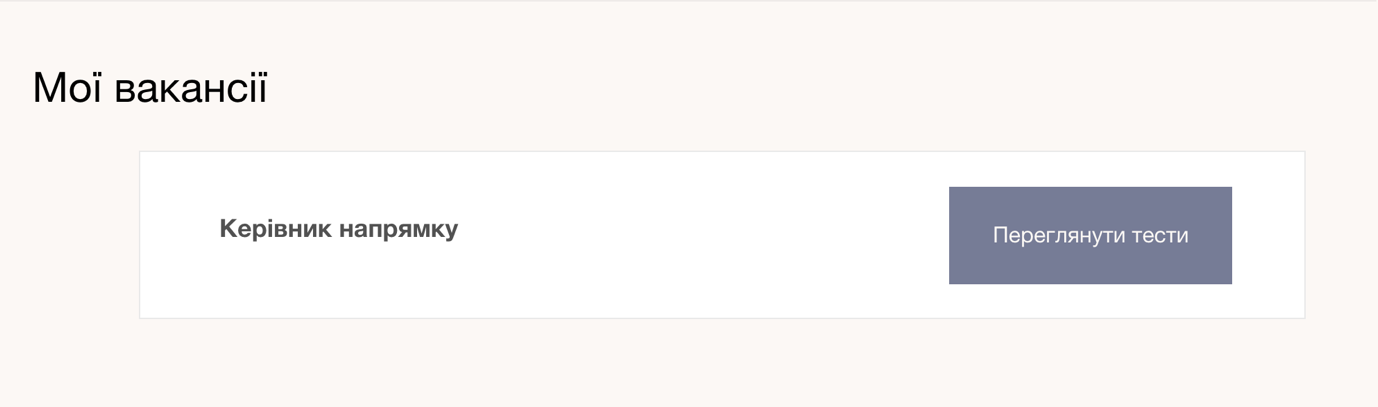 Мої вакансії
Керівник напрямку
Переглянути тести